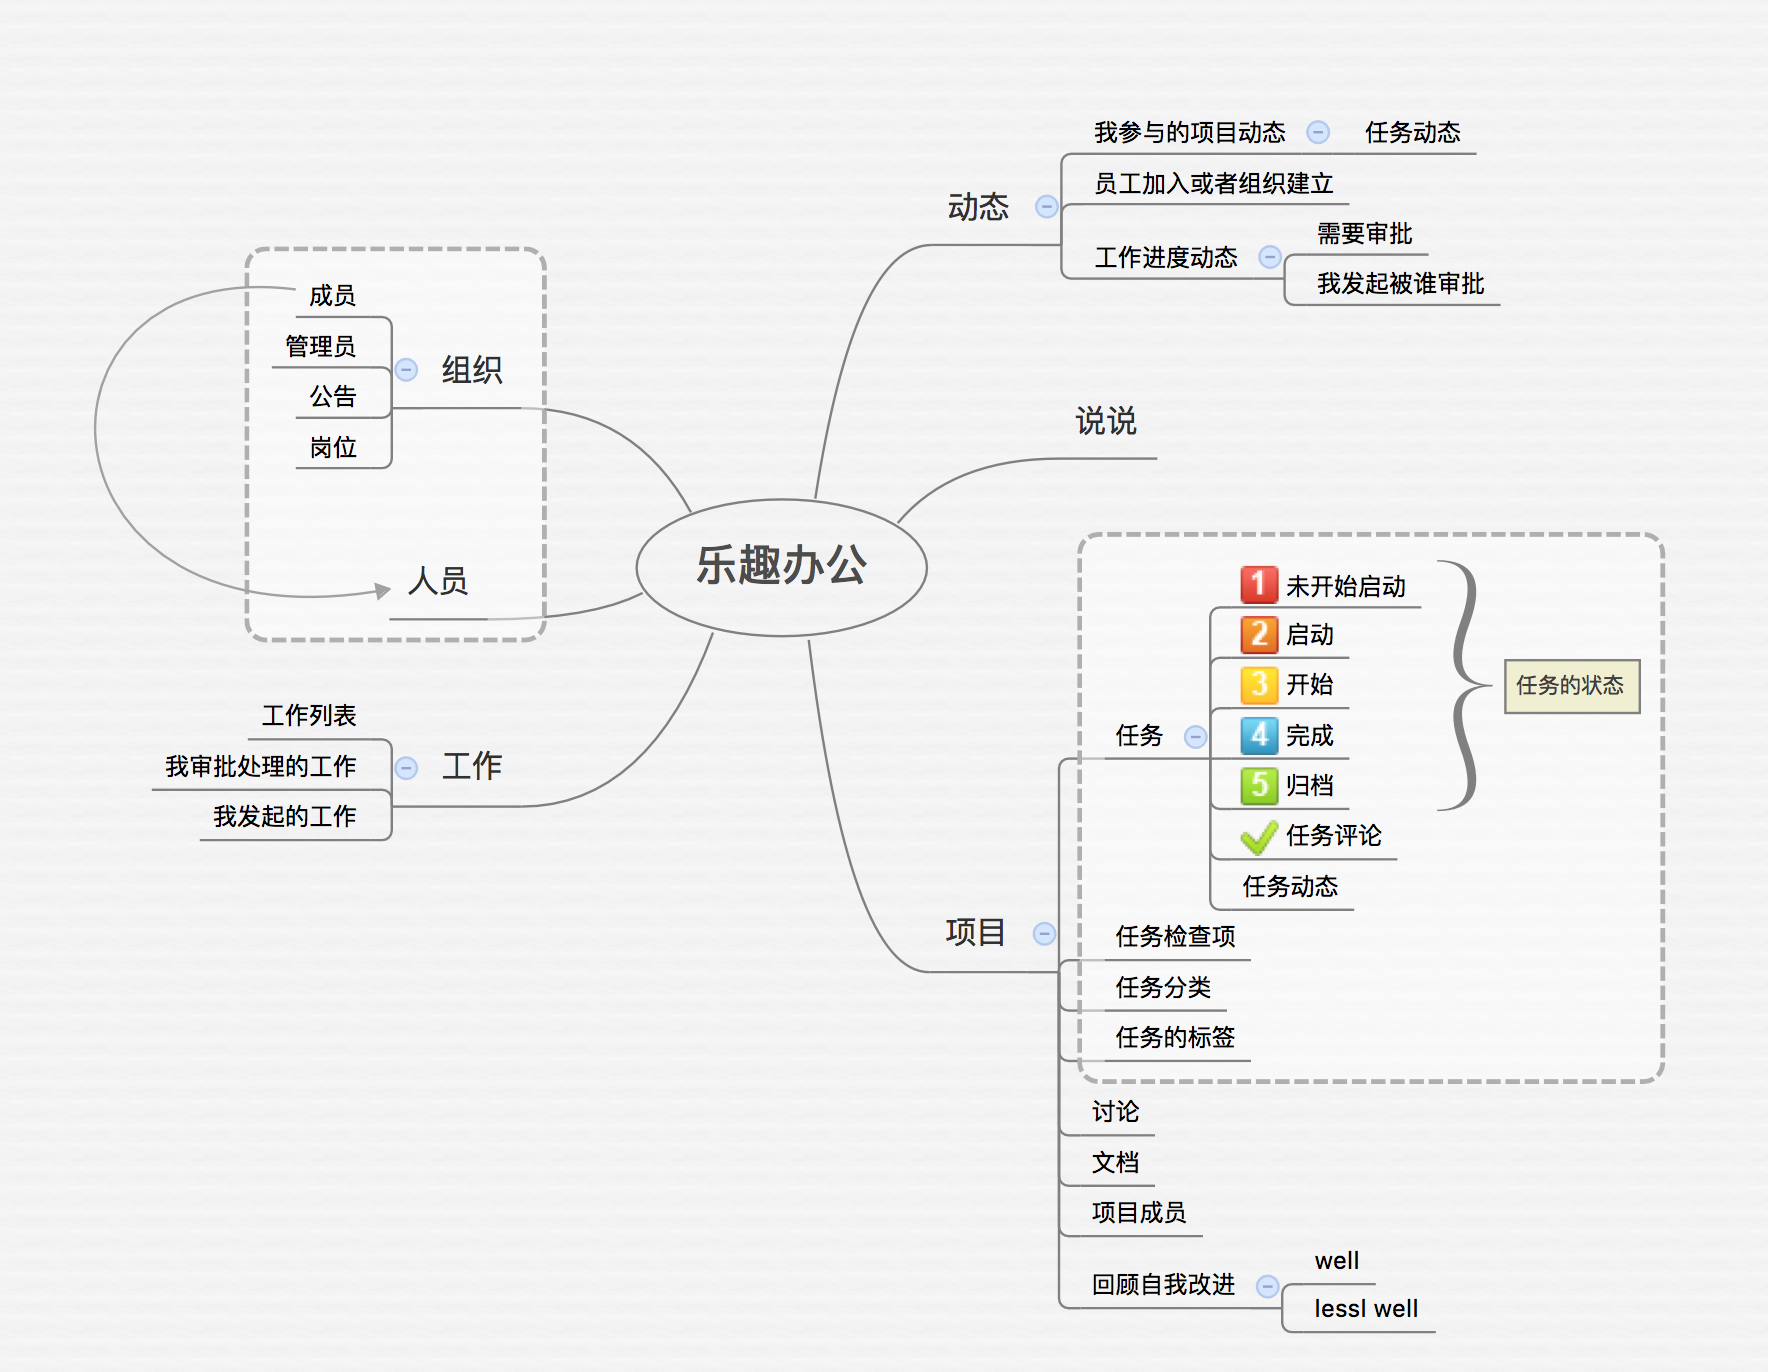 乐趣办公
动态
我参与的项目动态
任务动态
员工加入或者组织建立
工作进度动态
需要审批
我发起被谁审批
说说
项目
任务
1 未开始启动
2 启动
3 开始
4 完成
5 归档
任务的状态
任务评论
任务动态
任务检查项
任务分类
任务的标签
讨论
文档
项目成员
回顾自我改进
well
lessl well
组织
成员
管理员
公告
岗位
人员
工作
工作列表
我审批处理的工作
我发起的工作